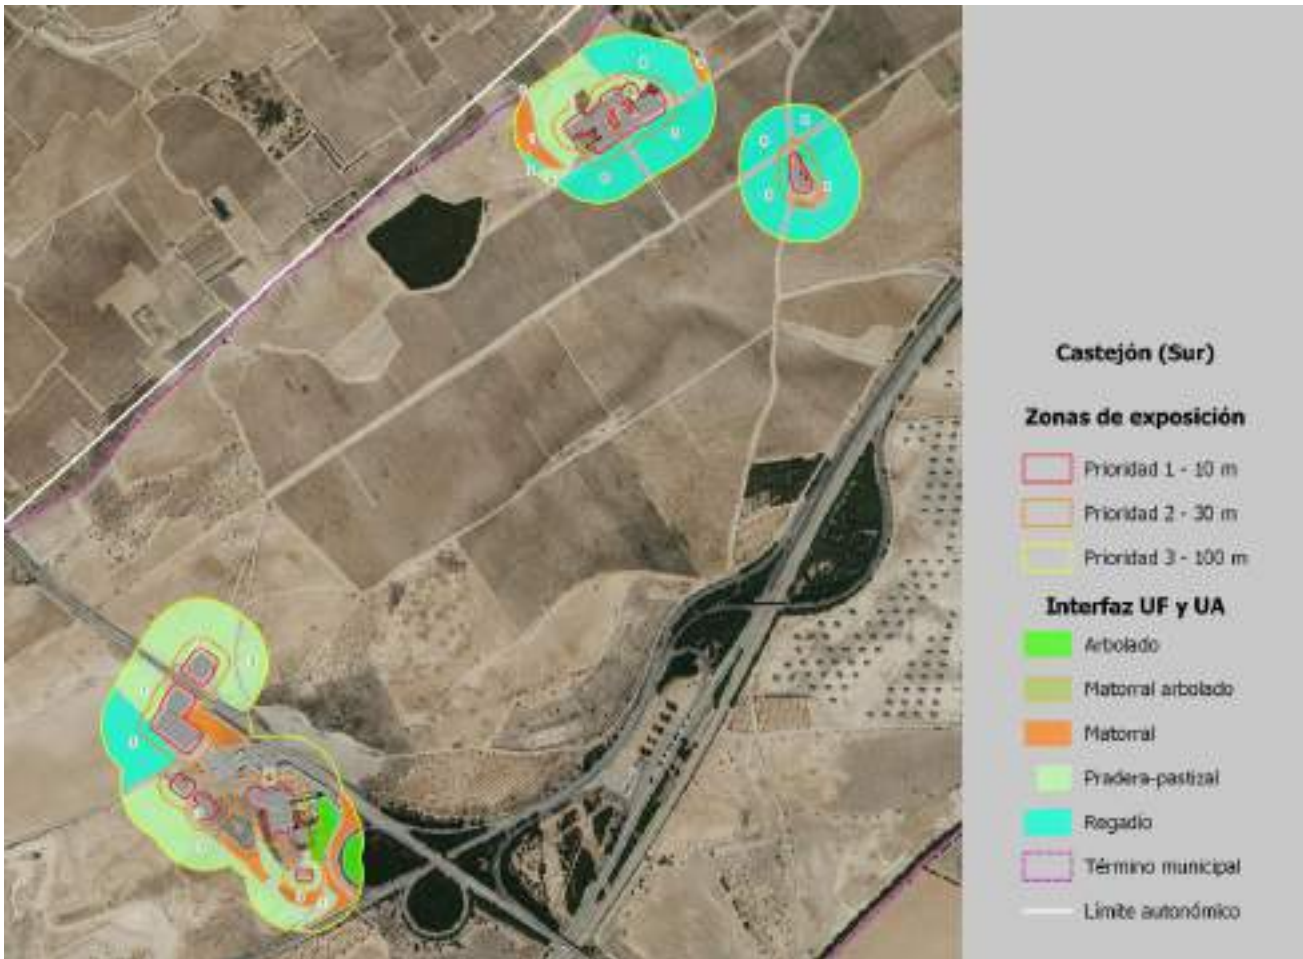 Castejón (Sur)
Zonas de exposición
Prioridad 1 - 10 m
Prioridad 2 - 30 m
Prioridad 3 - 100 m
Interfaz UF y UA
Arbolado
Matorral arbolado
Matorral
Pradera-pastizal
Regadio
Término municipal
Límite autonómico